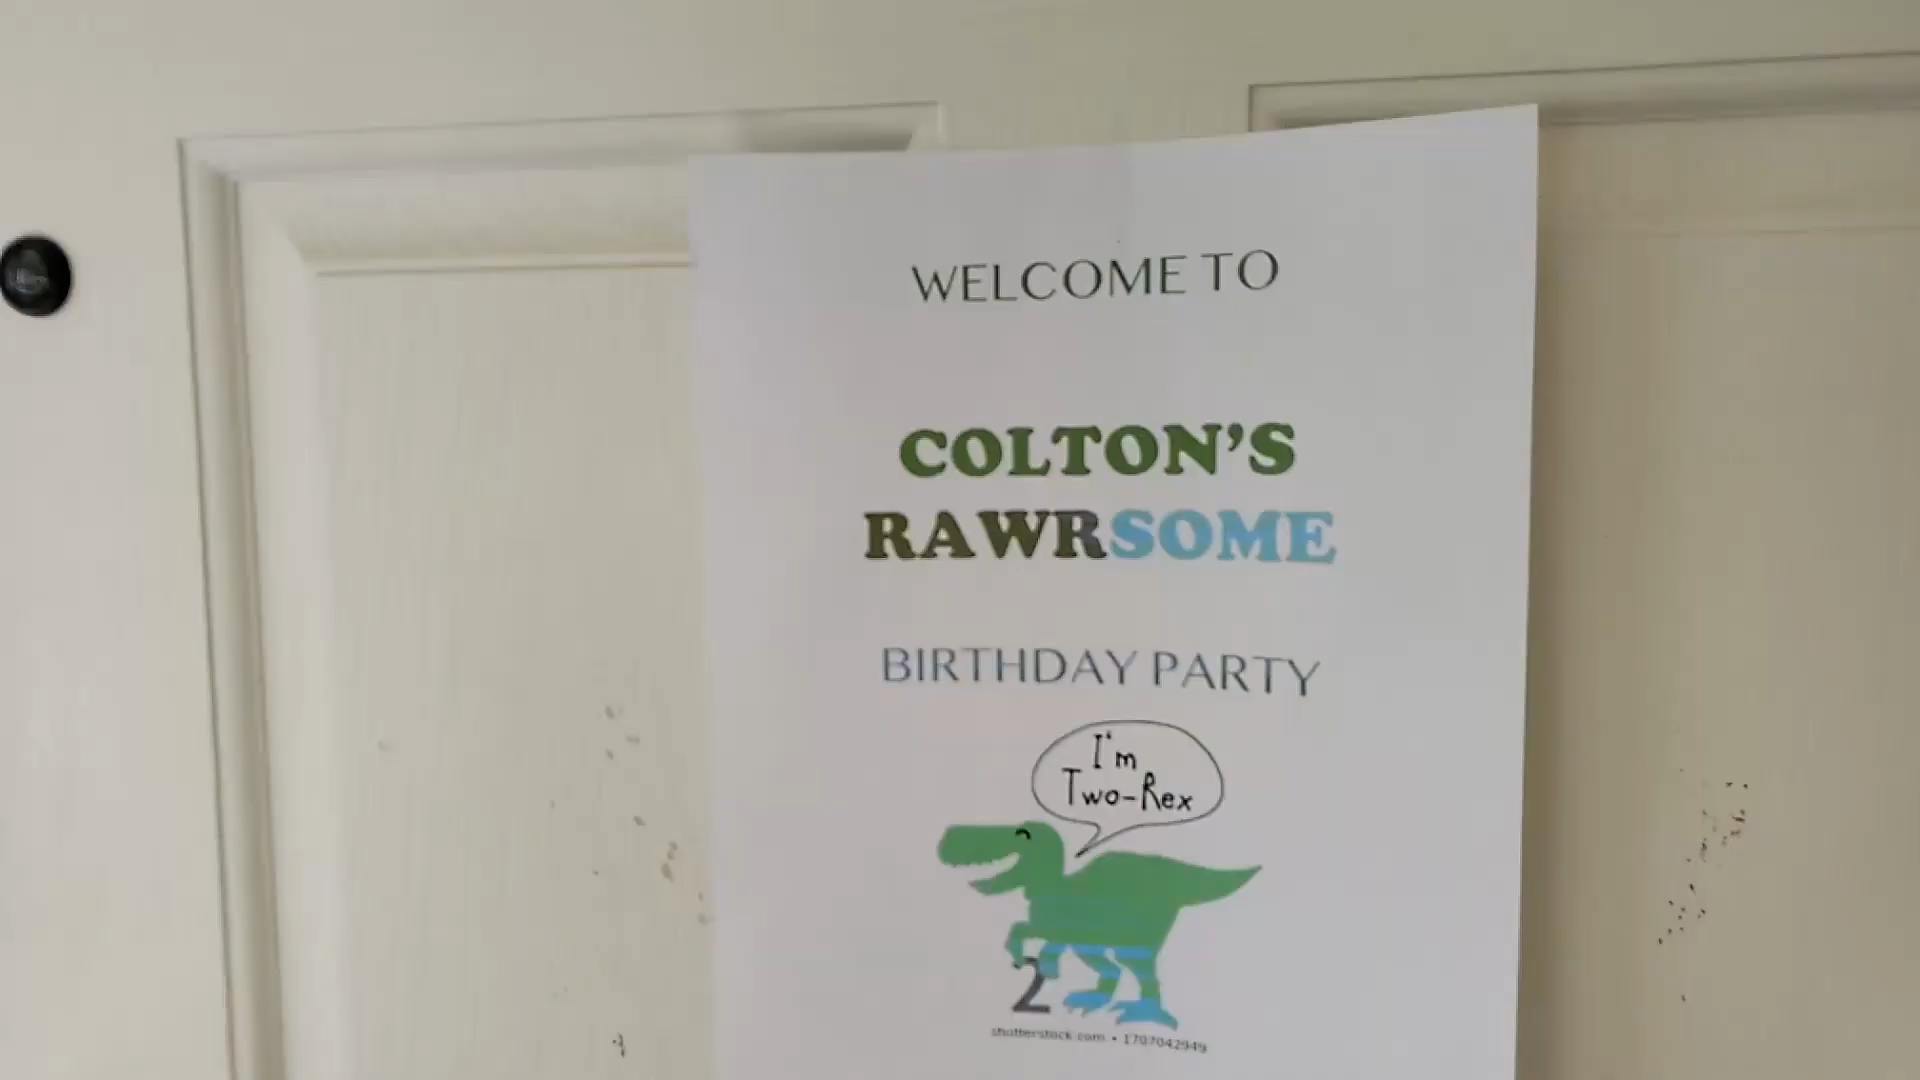 WELCOME TO
COLTON'S
RAWRSOME
BIRTHDAY PARTY
I'm
Two-Rex
2
shutterstock.com • 1707042949